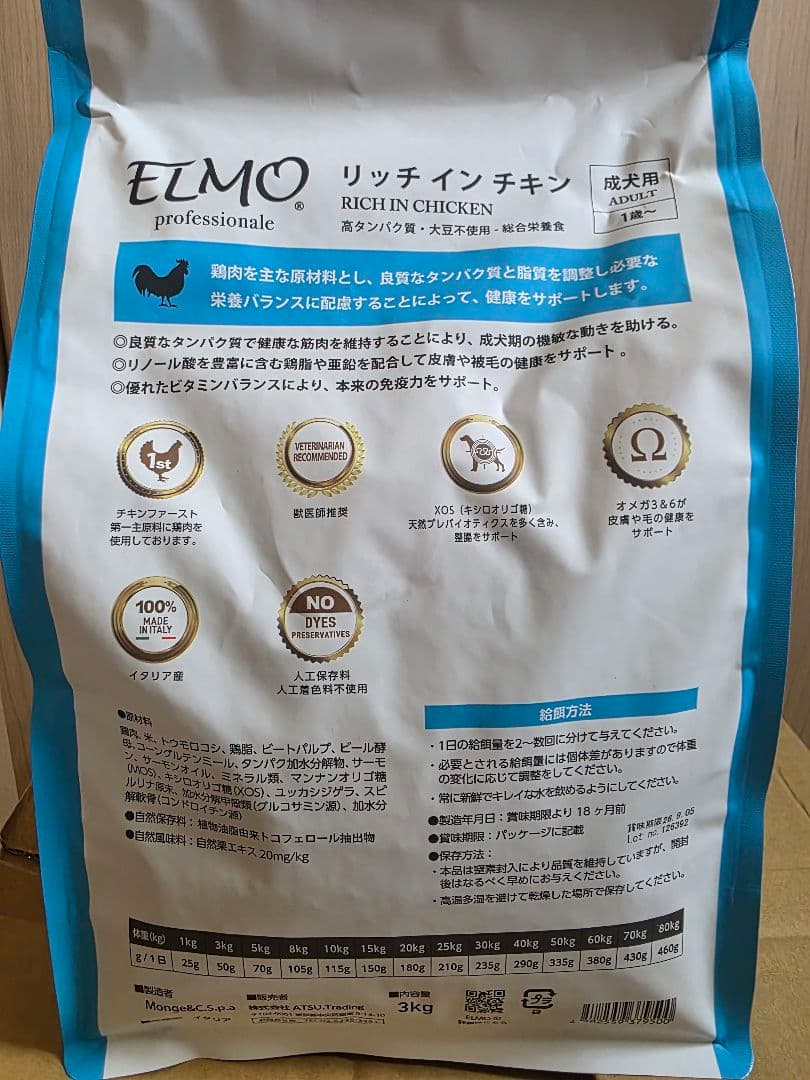 ELMO®
professionale
リッチ イン チキン
RICH IN CHICKEN
高タンパク質・大豆不使用 - 総合栄養食
成犬用
ADULT
1歳～
鶏肉を主な原材料とし、良質なタンパク質と脂質を調整し必要な
栄養バランスに配慮することによって、健康をサポートします。
◎良質なタンパク質で健康な筋肉を維持することにより、成犬期の機敏な動きを助ける。
◎リノール酸を豊富に含む鶏脂や亜鉛を配合して皮膚や被毛の健康をサポート 。
◎優れたビタミンバランスにより、本来の免疫力をサポート。
1st
チキンファースト
第一主原料に鶏肉を
使用しております。
VETERINARIAN
RECOMMENDED
獣医師推奨
XOS（キシロオリゴ糖）
天然プレバイオティクスを多く含み、
整腸をサポート
Ω
オメガ3＆6が
皮膚や毛の健康を
サポート
100%
MADE
IN ITALY
イタリア産
NO
DYES
PRESERVATIVES
人工保存料
人工着色料不使用
●原材料
鶏肉、米、トウモロコシ、鶏脂、ビートパルプ、ビール酵
母、コーングルテンミール、タンパク加水分解物、サーモ
ン、サーモンオイル、ミネラル類、マンナンオリゴ糖
(MOS)、キシロオリゴ糖(XOS)、ユッカシジゲラ、スピ
ルリナ原末、加水分解甲殻類(グルコサミン源)、加水分
解軟骨(コンドロイチン源)
●自然保存料：植物油脂由来トコフェロール抽出物
●自然風味料：自然栗エキス 20mg/kg
給餌方法
・1日の給餌量を2～数回に分けて与えてください。
・必要とされる給餌量には個体差がありますので体重
の変化に応じて調整をしてください。
・常に新鮮でキレイな水を飲めるようにしてください。
●製造年月日：賞味期限より 18 ヶ月前
●賞味期限：パッケージに記載
賞味期限26.9.05
Lot no. 126392
●保存方法：
・本品は窒素封入により品質を維持していますが、開封
後はなるべく早めにお与えください。
・高温多湿を避けて乾燥した場所で保存してください。
体重(kg) 1kg 3kg 5kg 8kg 10kg 15kg 20kg 25kg 30kg 40kg 50kg 60kg 70kg 80kg
g/1日 25g 50g 70g 105g 115g 150g 180g 210g 235g 290g 335g 380g 430g 460g
■製造者
Monge&C.S.p.a
イタリア
■販売者
株式会社 ATSU.Trading
■内容量
3kg
プラ